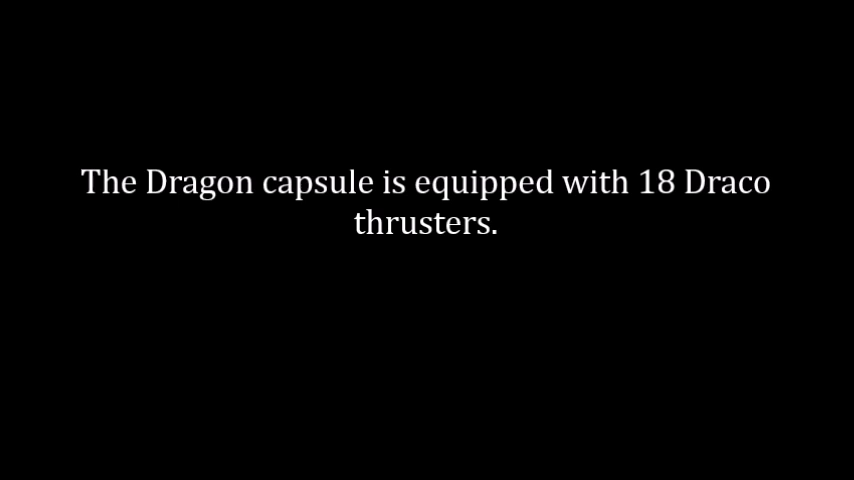 The Dragon capsule is equipped with 18 Draco
thrusters.